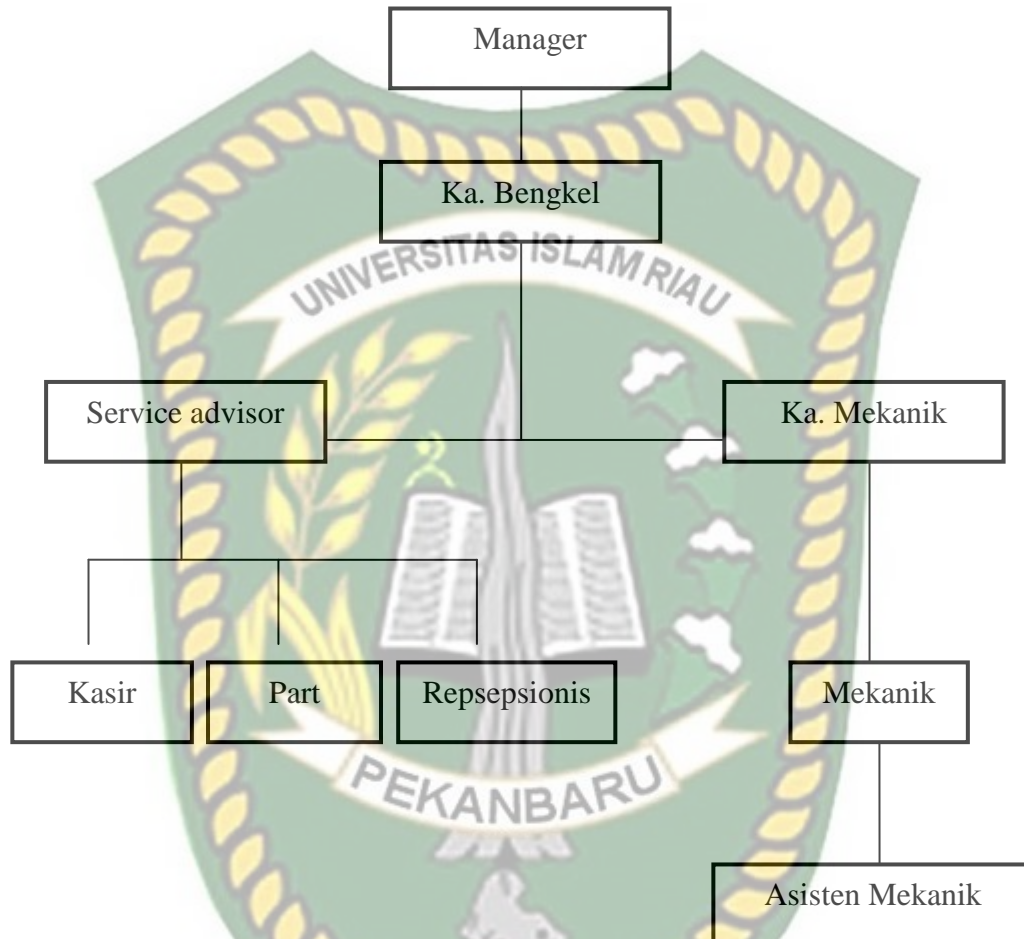 Manager
Ka. Bengkel
UNIVERSITAS ISLAM RIAU
Service advisor
Ka. Mekanik
Kasir
Part
Repsepsionis
Mekanik
PEKANBARU
Asisten Mekanik